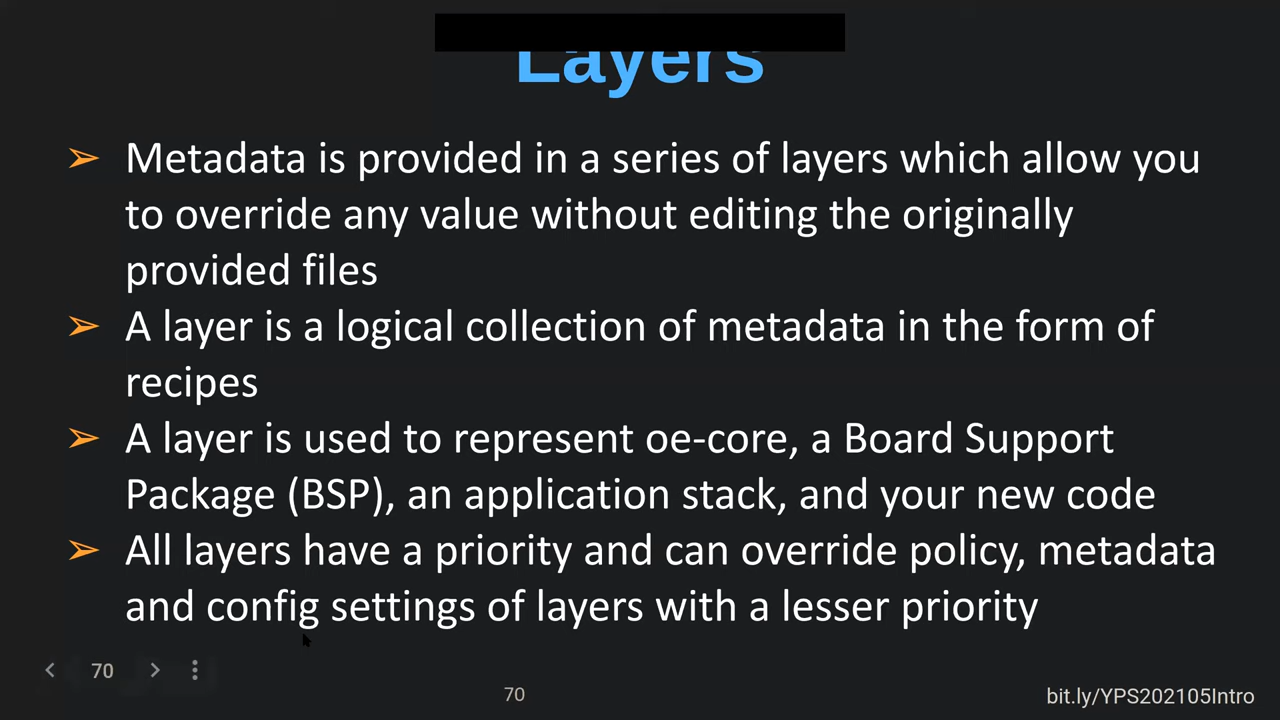 Layers
➢ Metadata is provided in a series of layers which allow you
to override any value without editing the originally
provided files
➢ A layer is a logical collection of metadata in the form of
recipes
➢ A layer is used to represent oe-core, a Board Support
Package (BSP), an application stack, and your new code
➢ All layers have a priority and can override policy, metadata
and config settings of layers with a lesser priority
70
70
bit.ly/YPS202105Intro